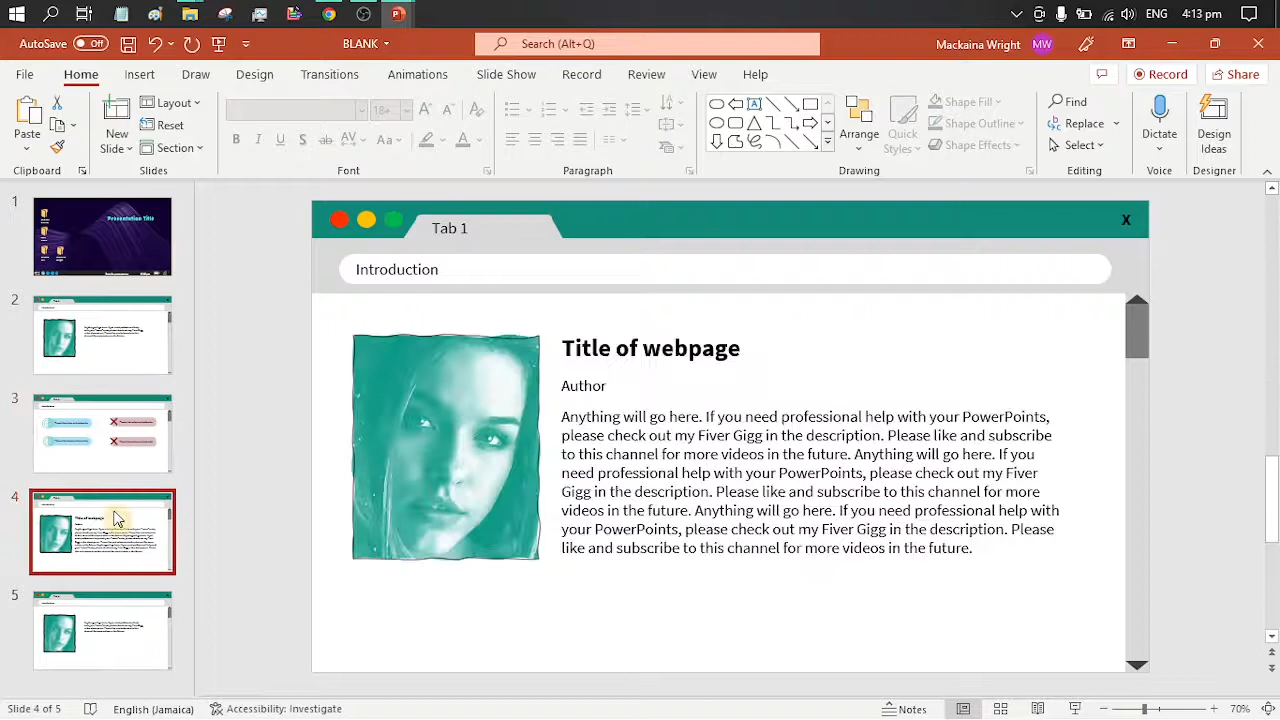 ENG 4:13 pm
AutoSave Off BLANK Search (Alt+Q) Mackaina Wright MW
File Home Insert Draw Design Transitions Animations Slide Show Record Review View Help Record Share
Paste
New
Slide
Layout
Reset
Section
18+
B I U S ab AV Aa A
Arrange
Quick
Styles
Shape Fill
Shape Outline
Shape Effects
Find
Replace
Select
Dictate
Design
Ideas
Clipboard Slides Font Paragraph Drawing Editing Voice Designer
1
Presentation Title
2
3
4
5
Tab 1 X
Introduction
Title of webpage
Author
Anything will go here. If you need professional help with your PowerPoints,
please check out my Fiver Gigg in the description. Please like and subscribe
to this channel for more videos in the future. Anything will go here. If you
need professional help with your PowerPoints, please check out my Fiver
Gigg in the description. Please like and subscribe to this channel for more
videos in the future. Anything will go here. If you need professional help with
your PowerPoints, please check out my Fiver Gigg in the description. Please
like and subscribe to this channel for more videos in the future.
Slide 4 of 5 English (Jamaica) Accessibility: Investigate Notes 70%